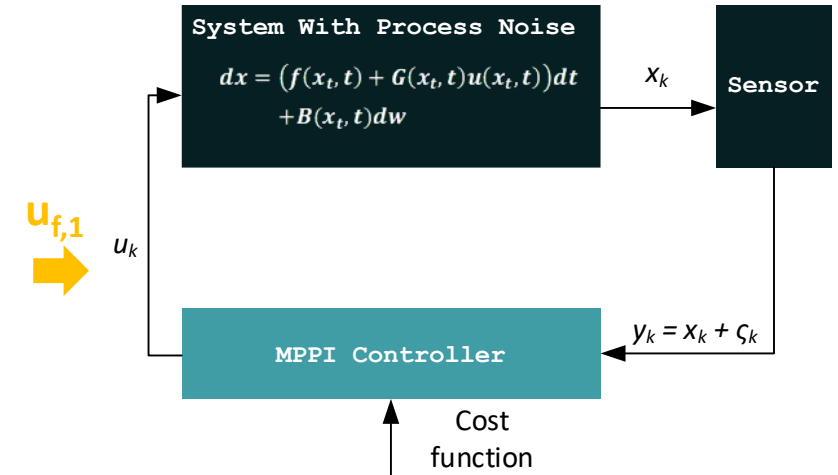 System With Process Noise
dx = (f(x_t, t) + G(x_t, t)u(x_t, t))dt
+B(x_t, t)dw
x_k
Sensor
u_f,1
u_k
y_k = x_k + ς_k
MPPI Controller
Cost
function